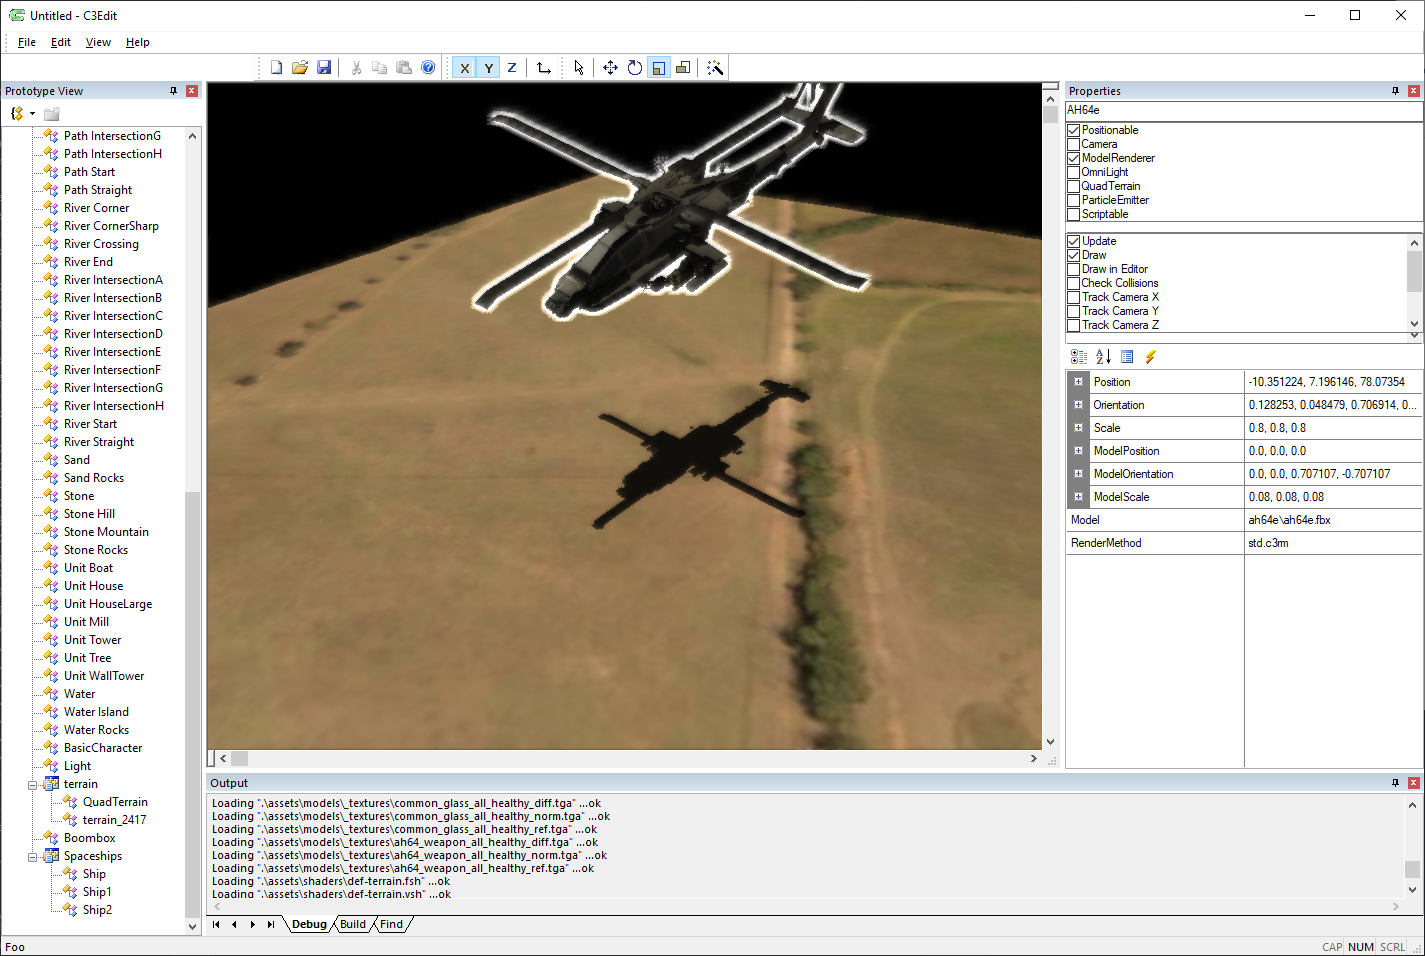 Untitled - C3Edit
File Edit View Help
X Y Z
Prototype View
Path IntersectionG
Path IntersectionH
Path Start
Path Straight
River Corner
River CornerSharp
River Crossing
River End
River IntersectionA
River IntersectionB
River IntersectionC
River IntersectionD
River IntersectionE
River IntersectionF
River IntersectionG
River IntersectionH
River Start
River Straight
Sand
Sand Rocks
Stone
Stone Hill
Stone Mountain
Stone Rocks
Unit Boat
Unit House
Unit HouseLarge
Unit Mill
Unit Tower
Unit Tree
Unit WallTower
Water
Water Island
Water Rocks
BasicCharacter
Light
terrain
QuadTerrain
terrain_2417
Boombox
Spaceships
Ship
Ship1
Ship2
Properties
AH64e
Positionable
Camera
ModelRenderer
OmniLight
QuadTerrain
ParticleEmitter
Scriptable
Update
Draw
Draw in Editor
Check Collisions
Track Camera X
Track Camera Y
Track Camera Z
Position -10.351224, 7.196146, 78.07354
Orientation 0.128253, 0.048479, 0.706914, 0...
Scale 0.8, 0.8, 0.8
ModelPosition 0.0, 0.0, 0.0
ModelOrientation 0.0, 0.0, 0.707107, -0.707107
ModelScale 0.08, 0.08, 0.08
Model ah64e\ah64e.fbx
RenderMethod std.c3m
Output
Loading ".\assets\models\_textures\common_glass_all_healthy_diff.tga" ...ok
Loading ".\assets\models\_textures\common_glass_all_healthy_norm.tga" ...ok
Loading ".\assets\models\_textures\common_glass_all_healthy_ref.tga" ...ok
Loading ".\assets\models\_textures\ah64_weapon_all_healthy_diff.tga" ...ok
Loading ".\assets\models\_textures\ah64_weapon_all_healthy_norm.tga" ...ok
Loading ".\assets\models\_textures\ah64_weapon_all_healthy_ref.tga" ...ok
Loading ".\assets\shaders\def-terrain.fsh" ...ok
Loading ".\assets\shaders\def-terrain.vsh" ...ok
Debug Build Find
Foo
CAP NUM SCRL